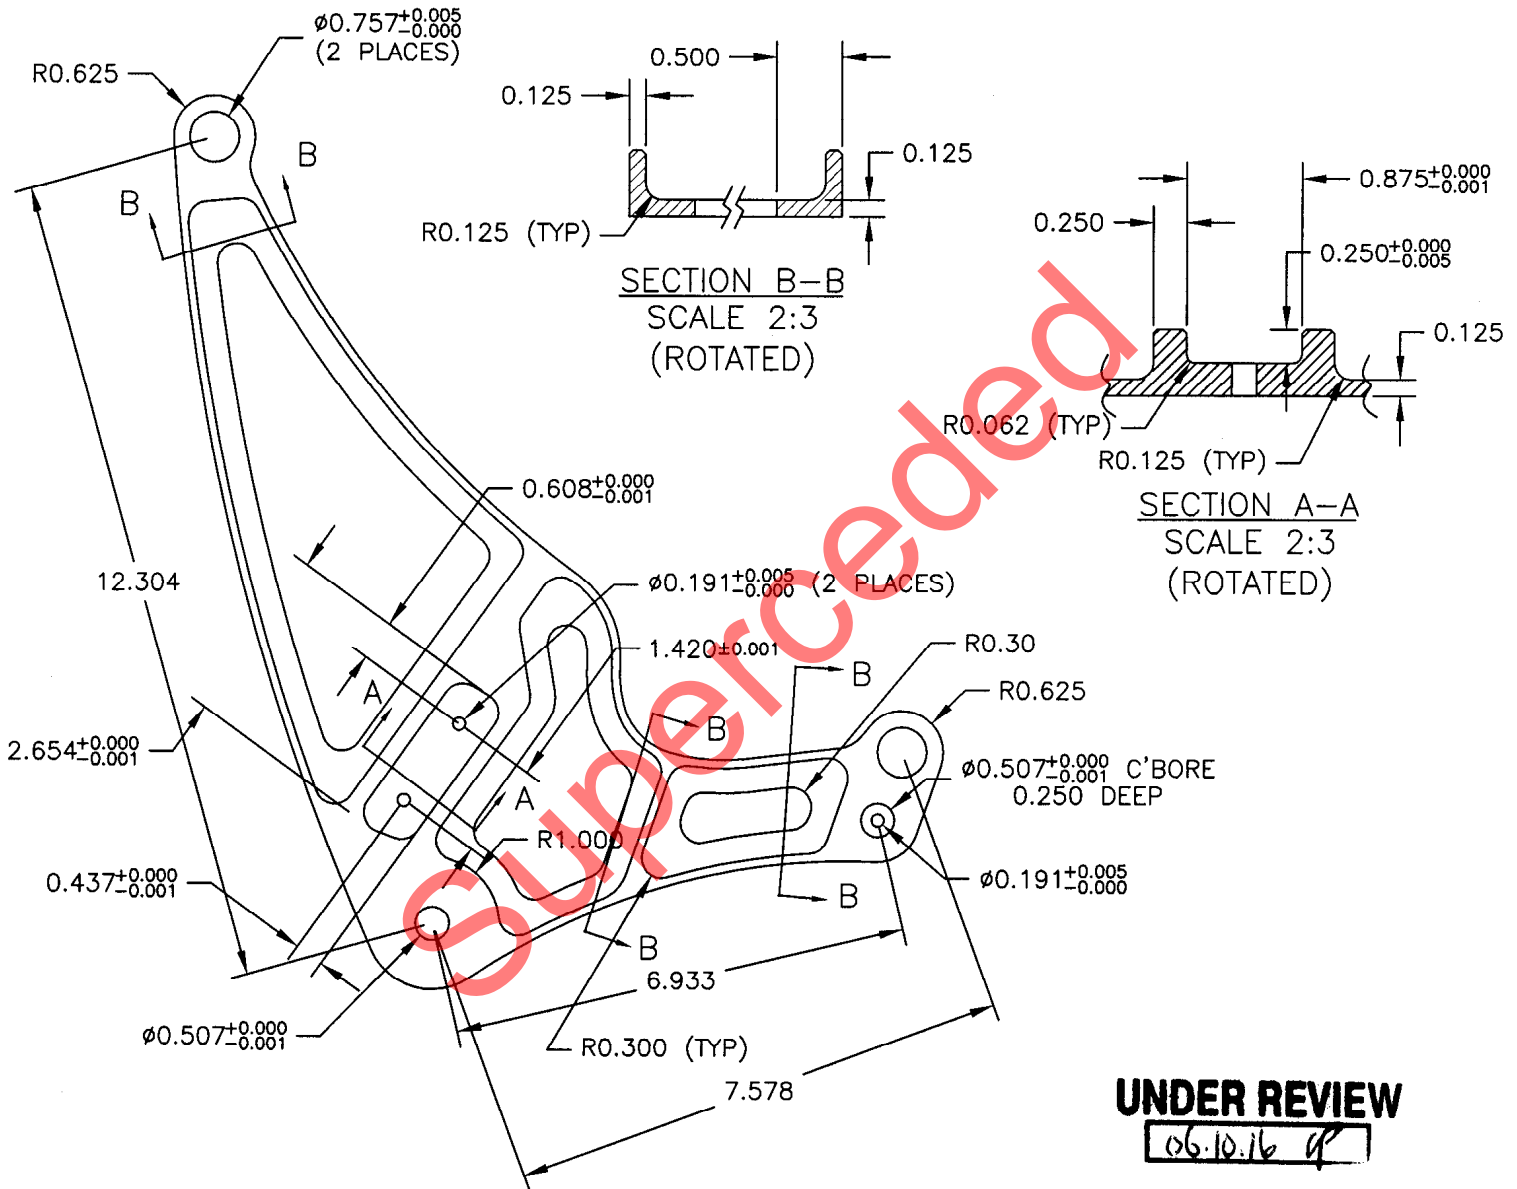 ø0.757+0.005 -0.000
(2 PLACES)
R0.625
B
B
0.500
0.125
0.125
R0.125 (TYP)
SECTION B-B
SCALE 2:3
(ROTATED)
0.875+0.000 -0.001
0.250
0.250+0.000 -0.005
0.125
R0.062 (TYP)
R0.125 (TYP)
SECTION A-A
SCALE 2:3
(ROTATED)
0.608+0.000 -0.001
12.304
ø0.191+0.005 -0.000 (2 PLACES)
1.420±0.001
R0.30
R0.625
A
B
B
2.654+0.000 -0.001
ø0.507+0.000 -0.001 C'BORE
0.250 DEEP
A
R1.000
0.437+0.000 -0.001
ø0.191+0.005 -0.000
B
B
6.933
ø0.507+0.000 -0.001
R0.300 (TYP)
7.578
Superceded
UNDER REVIEW
06.10.16